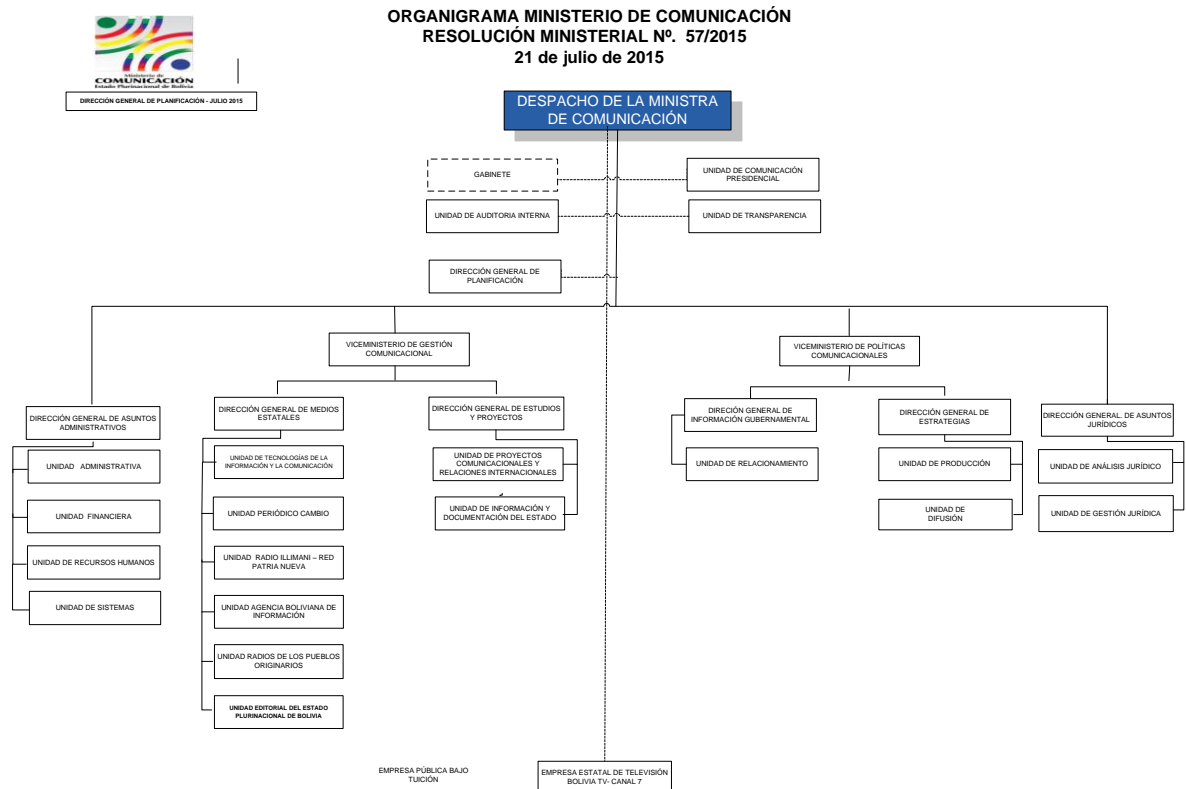 ORGANIGRAMA MINISTERIO DE COMUNICACIÓN
RESOLUCIÓN MINISTERIAL Nº. 57/2015
21 de julio de 2015
Ministerio de
COMUNICACIÓN
Estado Plurinacional de Bolivia
DIRECCIÓN GENERAL DE PLANIFICACIÓN - JULIO 2015
DESPACHO DE LA MINISTRA
DE COMUNICACIÓN
GABINETE
UNIDAD DE COMUNICACIÓN
PRESIDENCIAL
UNIDAD DE AUDITORIA INTERNA
UNIDAD DE TRANSPARENCIA
DIRECCIÓN GENERAL DE
PLANIFICACIÓN
VICEMINISTERIO DE GESTIÓN
COMUNICACIONAL
VICEMINISTERIO DE POLÍTICAS
COMUNICACIONALES
DIRECCIÓN GENERAL DE ASUNTOS
ADMINISTRATIVOS
UNIDAD ADMINISTRATIVA
UNIDAD FINANCIERA
UNIDAD DE RECURSOS HUMANOS
UNIDAD DE SISTEMAS
DIRECCIÓN GENERAL DE MEDIOS
ESTATALES
UNIDAD DE TECNOLOGÍAS DE LA
INFORMACIÓN Y LA COMUNICACIÓN
UNIDAD PERIÓDICO CAMBIO
UNIDAD RADIO ILLIMANI – RED
PATRIA NUEVA
UNIDAD AGENCIA BOLIVIANA DE
INFORMACIÓN
UNIDAD RADIOS DE LOS PUEBLOS
ORIGINARIOS
UNIDAD EDITORIAL DEL ESTADO
PLURINACIONAL DE BOLIVIA
DIRECCIÓN GENERAL DE ESTUDIOS
Y PROYECTOS
UNIDAD DE PROYECTOS
COMUNICACIONALES Y
RELACIONES INTERNACIONALES
UNIDAD DE INFORMACIÓN Y
DOCUMENTACIÓN DEL ESTADO
DIRECIÓN GENERAL DE
INFORMACIÓN GUBERNAMENTAL
UNIDAD DE RELACIONAMIENTO
DIRECCIÓN GENERAL DE
ESTRATEGIAS
UNIDAD DE PRODUCCIÓN
UNIDAD DE
DIFUSIÓN
DIRECCIÓN GENERAL. DE ASUNTOS
JURÍDICOS
UNIDAD DE ANÁLISIS JURÍDICO
UNIDAD DE GESTIÓN JURÍDICA
EMPRESA PÚBLICA BAJO
TUICIÓN
EMPRESA ESTATAL DE TELEVISIÓN
BOLIVIA TV- CANAL 7